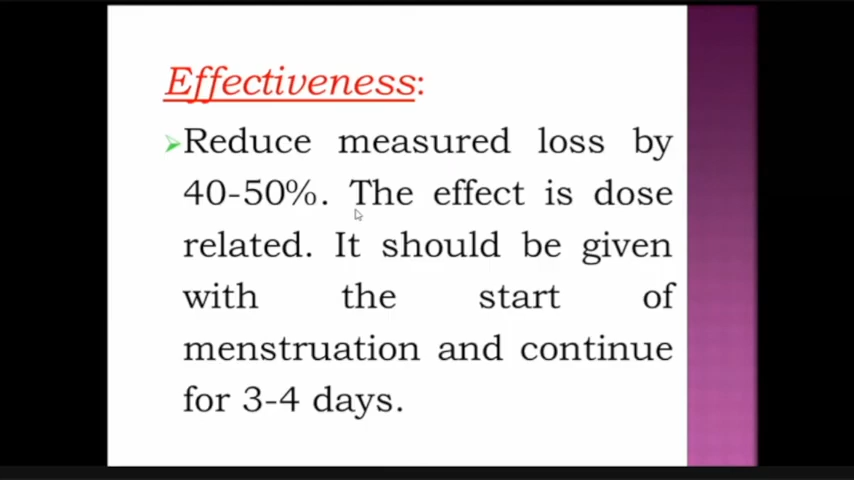 Effectiveness:
Reduce measured loss by
40-50%. The effect is dose
related. It should be given
with the start of
menstruation and continue
for 3-4 days.